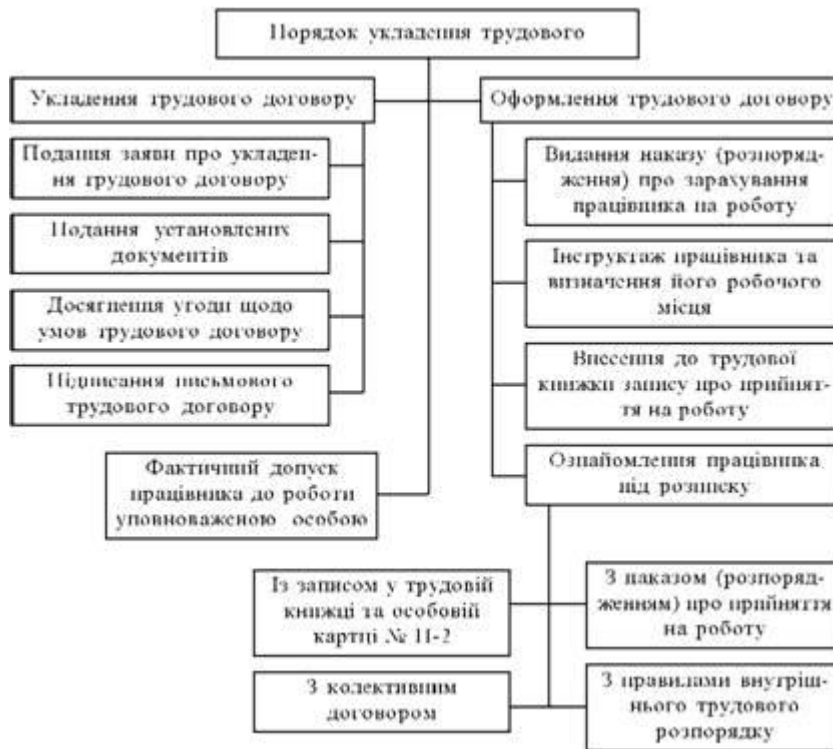 Порядок укладення трудового
Укладення трудового договору
Оформлення трудового договору
Подання заяви про укладен-
ня трудового договору
Подання установлених
документів
Досягнення угоди щодо
умов трудового договору
Підписання письмового
трудового договору
Фактичний допуск
працівника до роботи
уповноваженою особою
Видання наказу (розпоряд-
ження) про зарахування
працівника на роботу
Інструктаж працівника та
визначення його робочого
місця
Внесення до трудової
книжки запису про прийнят-
тя на роботу
Ознайомлення працівника
під розписку
Із записом у трудовій
книжці та особовій
картці № П-2
З наказом (розпоряд-
женням) про прийняття
на роботу
З колективним
договором
З правилами внутріш-
нього трудового
розпорядку